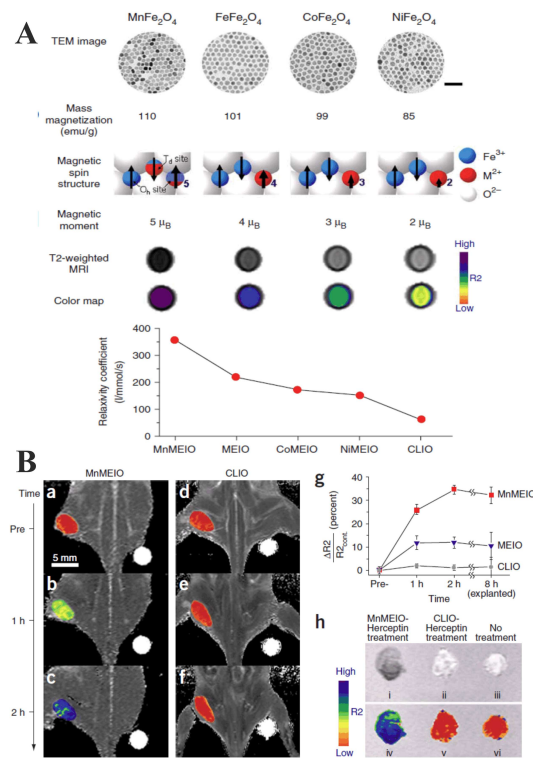 A
MnFe2O4 FeFe2O4 CoFe2O4 NiFe2O4
TEM image
Mass
magnetization
(emu/g)
110 101 99 85
Magnetic
spin
structure
Td site
Oh site
5 4 3 2
Fe3+
M2+
O2−
Magnetic
moment
5 μB 4 μB 3 μB 2 μB
T2-weighted
MRI
Color map
High
R2
Low
Relaxivity coefficient
(l/mmol/s)
400
300
200
100
0
MnMEIO MEIO CoMEIO NiMEIO CLIO
B
MnMEIO CLIO
Time
Pre
1 h
2 h
a
5 mm
b
c
d
e
f
g
ΔR2
R2cont.
(percent)
40
30
20
10
0
MnMEIO
MEIO
CLIO
Pre- 1 h 2 h 8 h
(explanted)
Time
h
MnMEIO-
Herceptin
treatment
CLIO-
Herceptin
treatment
No
treatment
i ii iii
High
R2
Low
iv v vi